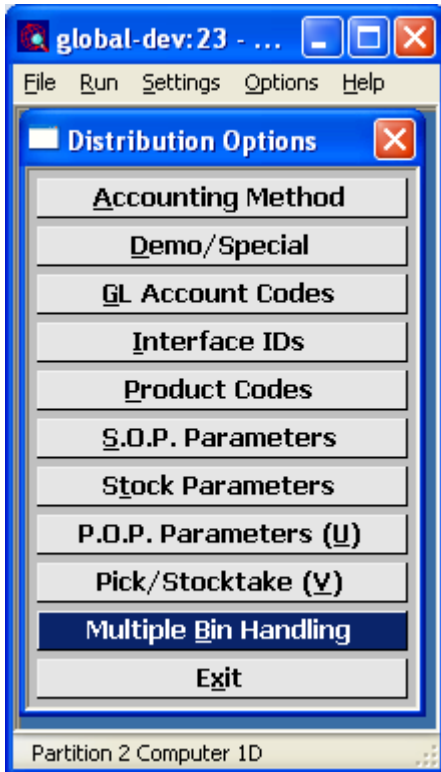 global-dev:23 - ...
File Run Settings Options Help
Distribution Options
Accounting Method
Demo/Special
GL Account Codes
Interface IDs
Product Codes
S.O.P. Parameters
Stock Parameters
P.O.P. Parameters (U)
Pick/Stocktake (V)
Multiple Bin Handling
Exit
Partition 2 Computer 1D